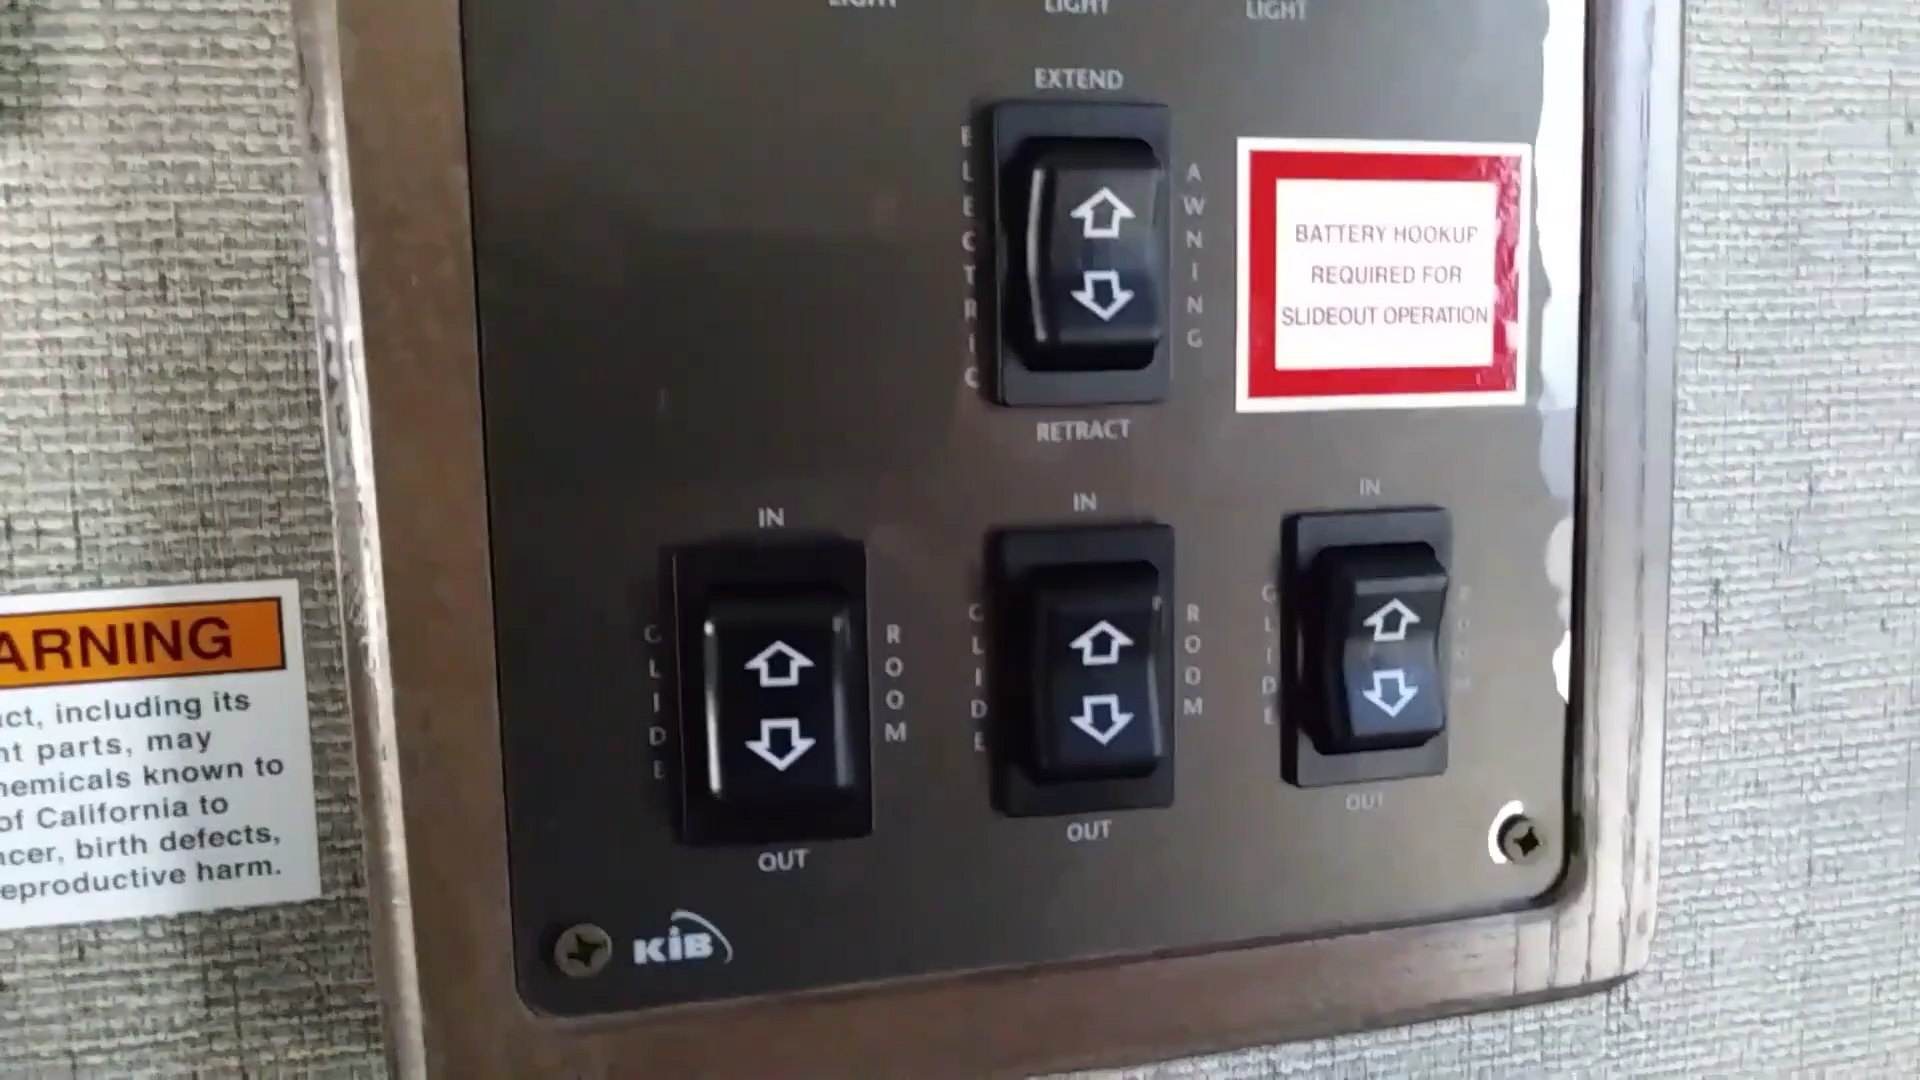 LIGHT LIGHT LIGHT
EXTEND
ELECTRIC
AWNING
RETRACT
BATTERY HOOKUP
REQUIRED FOR
SLIDEOUT OPERATION
IN
GLIDE
ROOM
OUT
IN
GLIDE
ROOM
OUT
IN
GLIDE
ROOM
OUT
KIB
ARNING
ct, including its
nt parts, may
hemicals known to
of California to
ncer, birth defects,
eproductive harm.